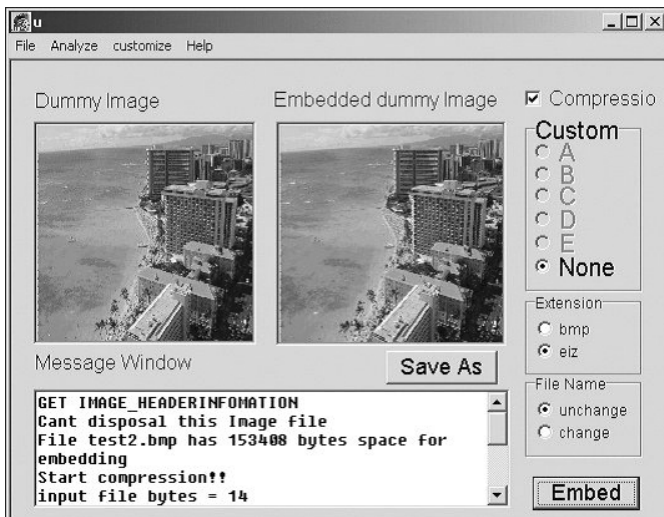 u
File Analyze customize Help
Dummy Image
Embedded dummy Image
Compressio
Custom
A
B
C
D
E
None
Extension
bmp
eiz
Message Window
Save As
File Name
unchange
change
GET IMAGE_HEADERINFOMATION
Cant disposal this Image file
File test2.bmp has 153408 bytes space for
embedding
Start compression!!
input file bytes = 14
Embed